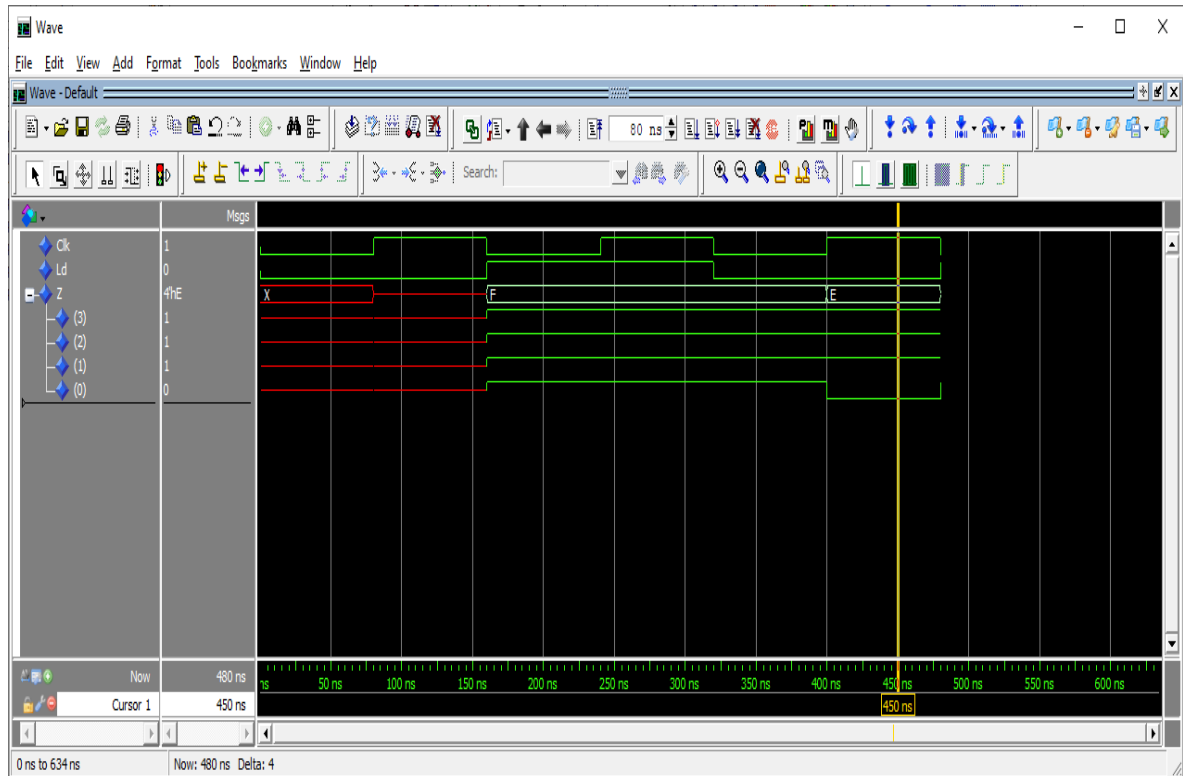 Wave
File Edit View Add Format Tools Bookmarks Window Help
Wave - Default
80 ns
Search:
Msgs
Clk 1
Ld 0
Z 4'hE X F E
(3) 1
(2) 1
(1) 1
(0) 0
Now 480 ns
ns 50 ns 100 ns 150 ns 200 ns 250 ns 300 ns 350 ns 400 ns 450 ns 500 ns 550 ns 600 ns
Cursor 1 450 ns 450 ns
0 ns to 634 ns Now: 480 ns Delta: 4